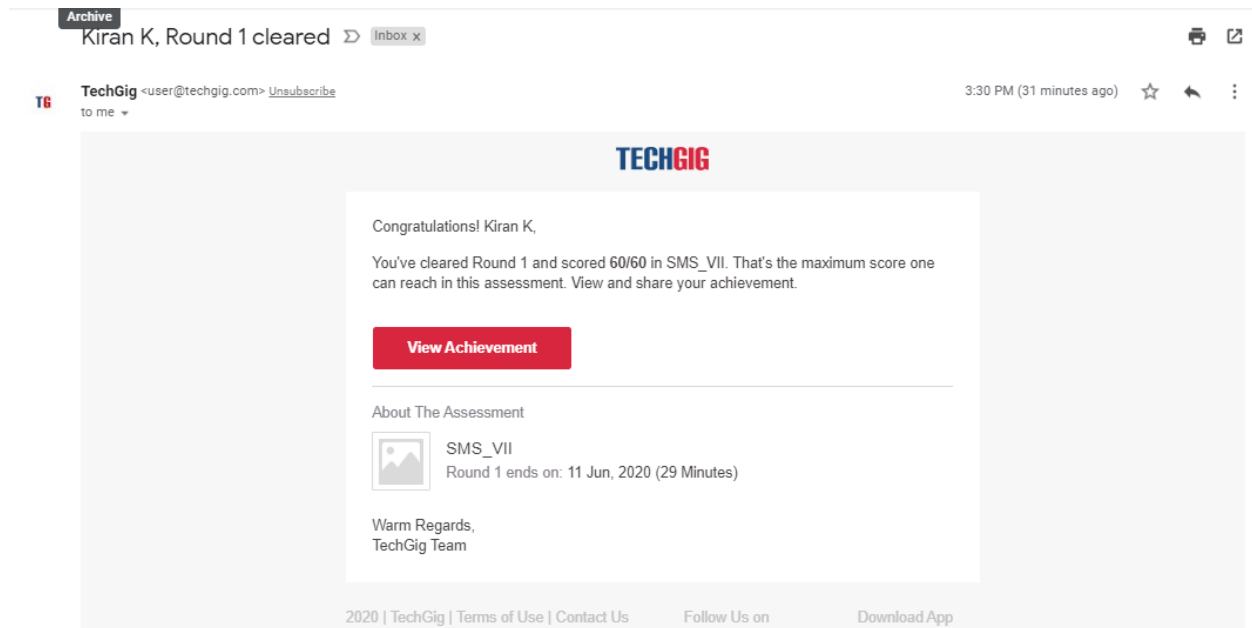 Archive
Kiran K, Round 1 cleared Inbox x
TechGig <user@techgig.com> Unsubscribe 3:30 PM (31 minutes ago)
TG
to me
TECHGIG
Congratulations! Kiran K,
You've cleared Round 1 and scored 60/60 in SMS_VII. That's the maximum score one
can reach in this assessment. View and share your achievement.
View Achievement
About The Assessment
SMS_VII
Round 1 ends on: 11 Jun, 2020 (29 Minutes)
Warm Regards,
TechGig Team
2020 | TechGig | Terms of Use | Contact Us Follow Us on Download App